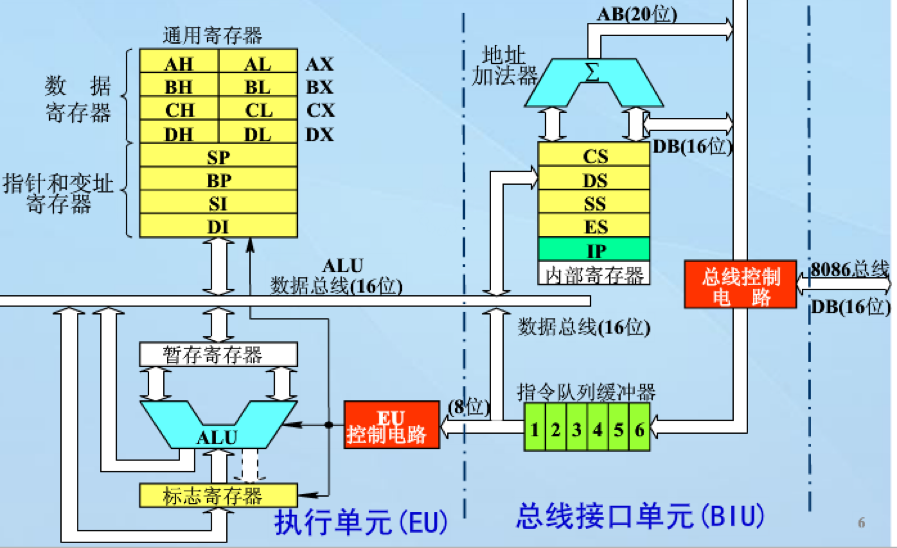 AB(20位)
通用寄存器
AH AL AX
BH BL BX
CH CL CX
DH DL DX
数 据
寄存器
SP
BP
SI
DI
指针和变址
寄存器
地址
加法器
Σ
DB(16位)
CS
DS
SS
ES
IP
内部寄存器
ALU
数据总线(16位)
总线控制
电 路
8086总线
DB(16位)
数据总线(16位)
暂存寄存器
ALU
标志寄存器
EU
控制电路
(8位)
指令队列缓冲器
1 2 3 4 5 6
执行单元(EU)
总线接口单元(BIU)
6